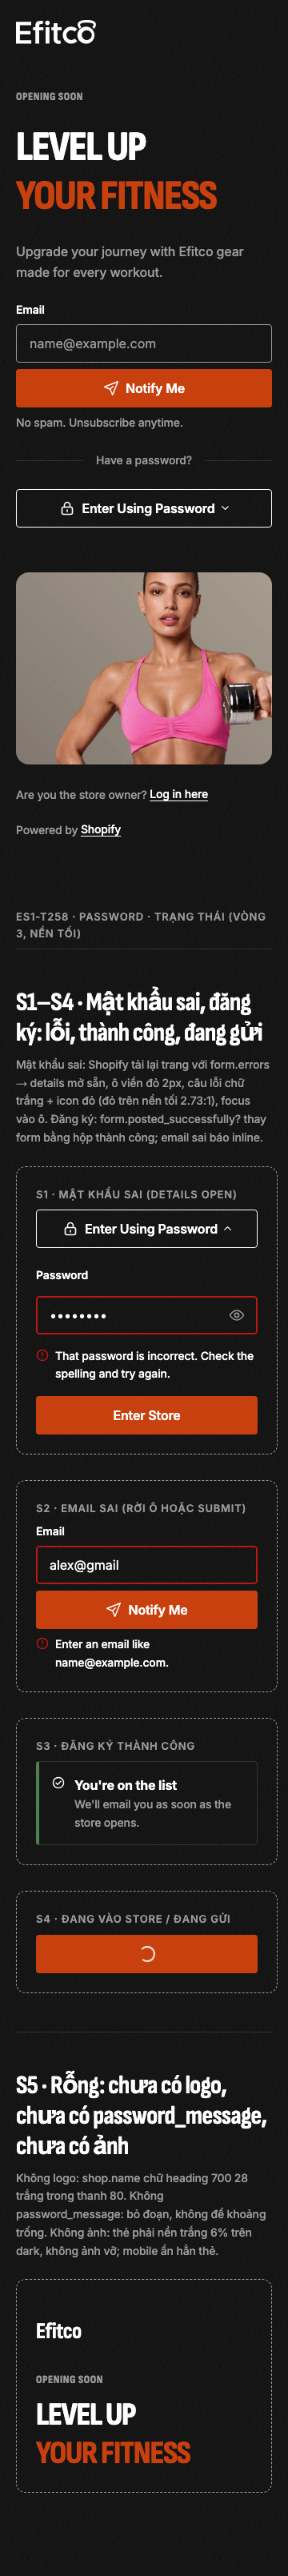 Efitco
OPENING SOON
LEVEL UP
YOUR FITNESS
Upgrade your journey with Efitco gear
made for every workout.
Email
name@example.com
Notify Me
No spam. Unsubscribe anytime.
Have a password?
Enter Using Password
Are you the store owner? Log in here
Powered by Shopify
ES1-T258 · PASSWORD · TRẠNG THÁI (VÒNG
3, NỀN TỐI)
S1–S4 · Mật khẩu sai, đăng
ký: lỗi, thành công, đang gửi
Mật khẩu sai: Shopify tải lại trang với form.errors
→ details mở sẵn, ô viền đỏ 2px, câu lỗi chữ
trắng + icon đỏ (đỏ trên nền tối 2.73:1), focus
vào ô. Đăng ký: form.posted_successfully? thay
form bằng hộp thành công; email sai báo inline.
S1 · MẬT KHẨU SAI (DETAILS OPEN)
Enter Using Password
Password
••••••••
That password is incorrect. Check the
spelling and try again.
Enter Store
S2 · EMAIL SAI (RỜI Ô HOẶC SUBMIT)
Email
alex@gmail
Notify Me
Enter an email like
name@example.com.
S3 · ĐĂNG KÝ THÀNH CÔNG
You're on the list
We'll email you as soon as the
store opens.
S4 · ĐANG VÀO STORE / ĐANG GỬI
S5 · Rỗng: chưa có logo,
chưa có password_message,
chưa có ảnh
Không logo: shop.name chữ heading 700 28
trắng trong thanh 80. Không
password_message: bỏ đoạn, không để khoảng
trống. Không ảnh: thẻ phải nền trắng 6% trên
dark, không ảnh vỡ; mobile ẩn hẳn thẻ.
Efitco
OPENING SOON
LEVEL UP
YOUR FITNESS